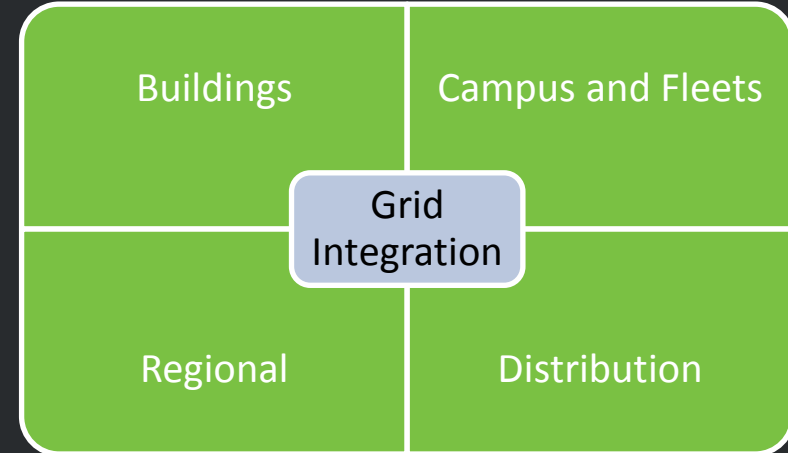 Buildings
Campus and Fleets
Grid
Integration
Regional
Distribution